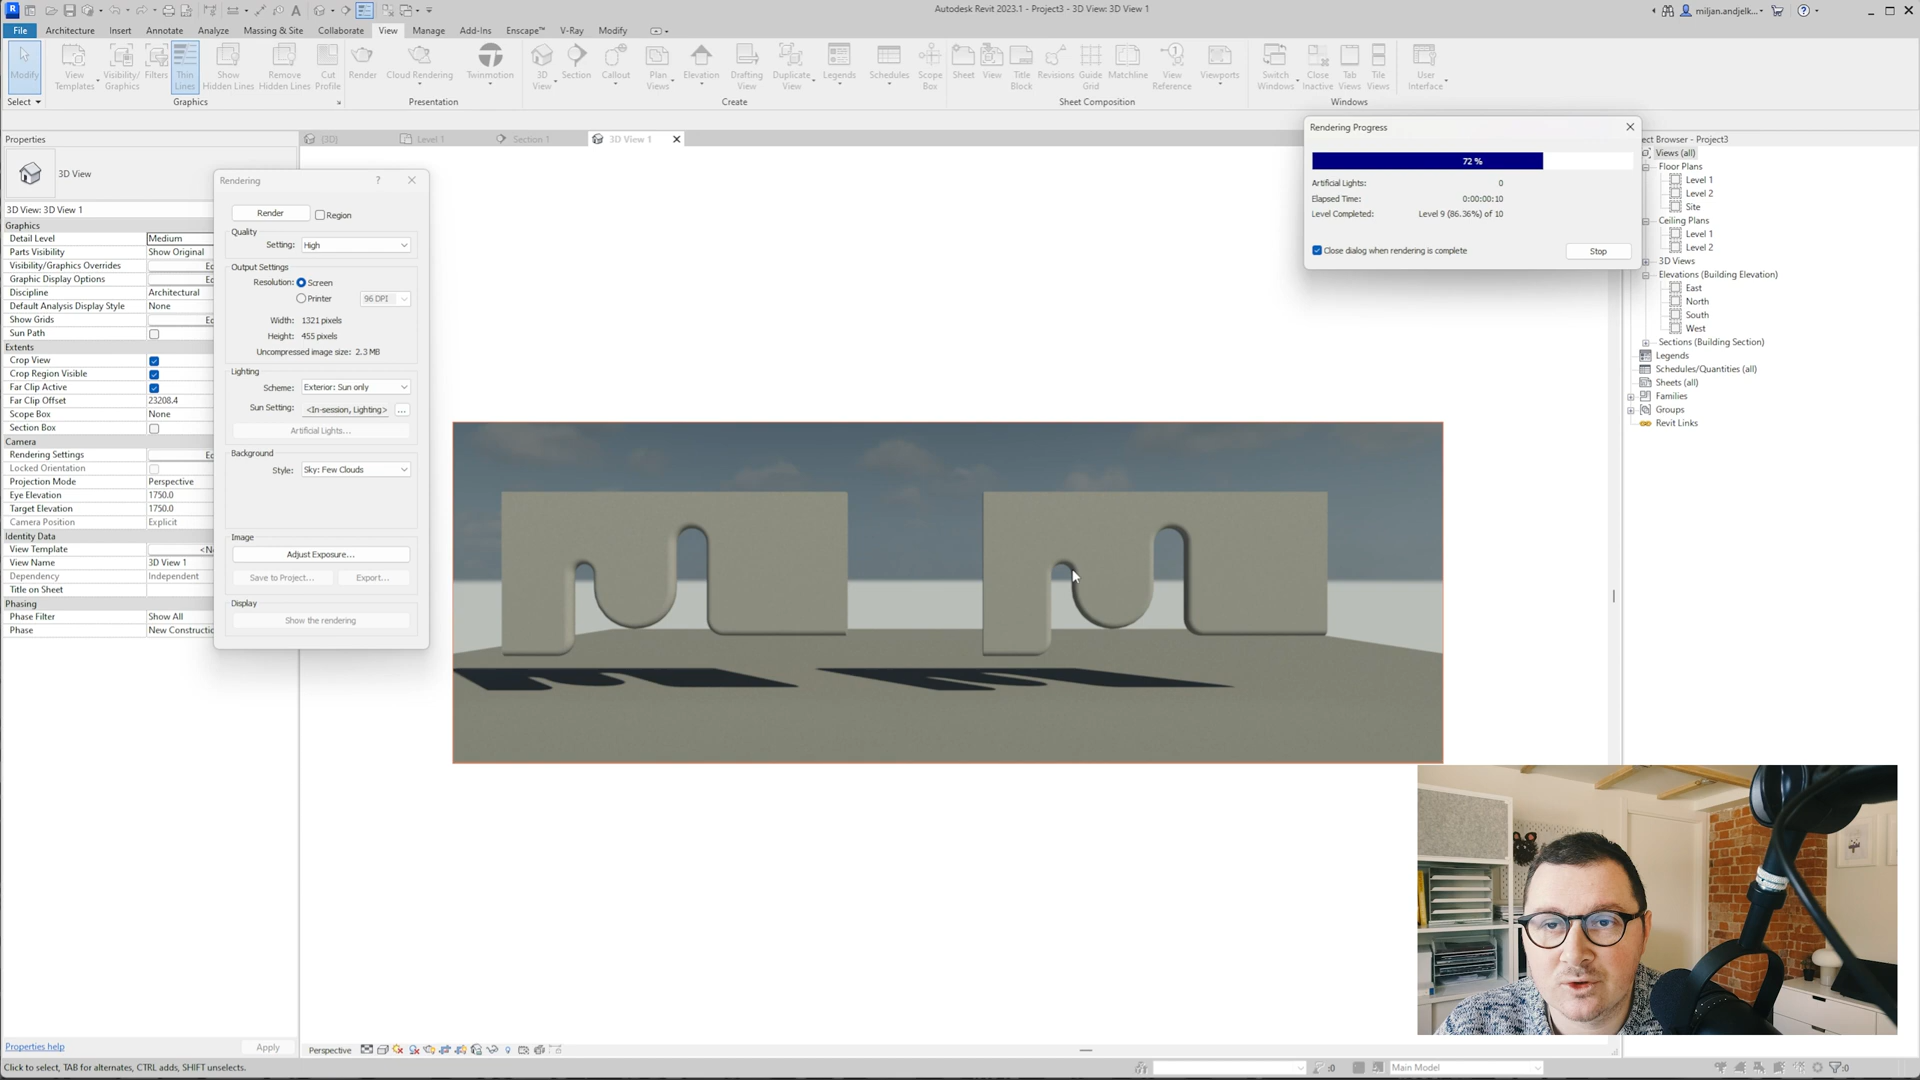 Autodesk Revit 2023.1 - Project3 - 3D View: 3D View 1
miljan.andjelk...
File Architecture Insert Annotate Analyze Massing & Site Collaborate View Manage Add-Ins Enscape™ V-Ray Modify
Modify
View Templates
Visibility/ Graphics
Filters
Thin Lines
Show Hidden Lines
Remove Hidden Lines
Cut Profile
Render
Cloud Rendering
Twinmotion
3D View
Section
Callout
Plan Views
Elevation
Drafting View
Duplicate View
Legends
Schedules
Scope Box
Sheet
View
Title Block
Revisions
Guide Grid
Matchline
View Reference
Viewports
Switch Windows
Close Inactive
Tab Views
Tile Views
User Interface
Select Graphics Presentation Create Sheet Composition Windows
Properties
{3D} Level 1 Section 1 3D View 1
3D View
3D View: 3D View 1
Graphics
Detail Level Medium
Parts Visibility Show Original
Visibility/Graphics Overrides
Graphic Display Options
Discipline Architectural
Default Analysis Display Style None
Show Grids
Sun Path
Extents
Crop View
Crop Region Visible
Far Clip Active
Far Clip Offset 23208.4
Scope Box None
Section Box
Camera
Rendering Settings
Locked Orientation
Projection Mode Perspective
Eye Elevation 1750.0
Target Elevation 1750.0
Camera Position Explicit
Identity Data
View Template
View Name 3D View 1
Dependency Independent
Title on Sheet
Phasing
Phase Filter Show All
Phase New Constructio
Properties help Apply
Rendering ?
Render Region
Quality
Setting: High
Output Settings
Resolution: Screen
Printer 96 DPI
Width: 1321 pixels
Height: 455 pixels
Uncompressed image size: 2.3 MB
Lighting
Scheme: Exterior: Sun only
Sun Setting: <In-session, Lighting> ...
Artificial Lights...
Background
Style: Sky: Few Clouds
Image
Adjust Exposure...
Save to Project... Export...
Display
Show the rendering
Rendering Progress
72 %
Artificial Lights: 0
Elapsed Time: 0:00:00:10
Level Completed: Level 9 (86.36%) of 10
Close dialog when rendering is complete Stop
ect Browser - Project3
Views (all)
Floor Plans
Level 1
Level 2
Site
Ceiling Plans
Level 1
Level 2
3D Views
Elevations (Building Elevation)
East
North
South
West
Sections (Building Section)
Legends
Schedules/Quantities (all)
Sheets (all)
Families
Groups
Revit Links
Perspective
Click to select, TAB for alternates, CTRL adds, SHIFT unselects.
:0
Main Model
:0